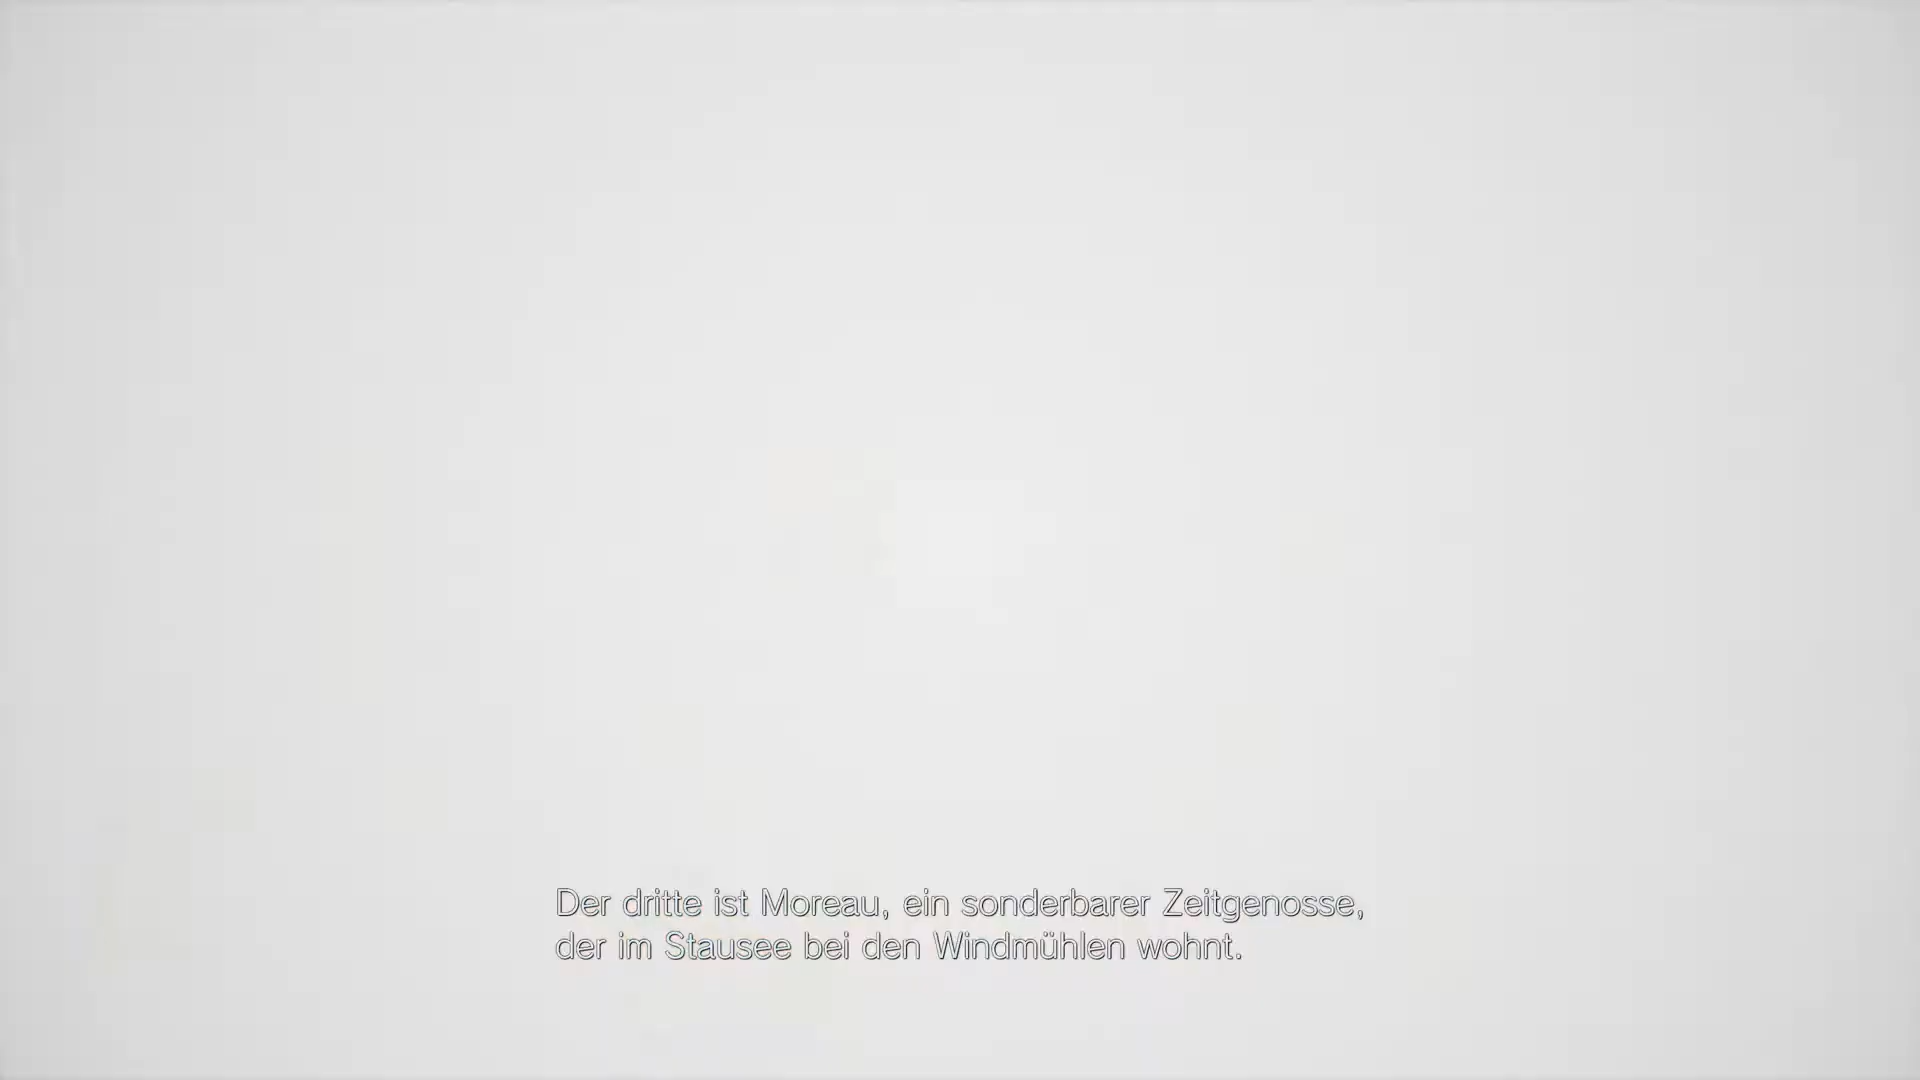 Der dritte ist Moreau, ein sonderbarer Zeitgenosse,
der im Stausee bei den Windmühlen wohnt.